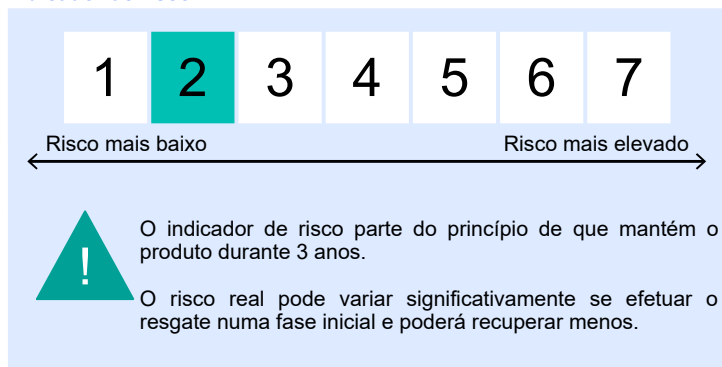 1 2 3 4 5 6 7
Risco mais baixo Risco mais elevado
! O indicador de risco parte do princípio de que mantém o
produto durante 3 anos.
O risco real pode variar significativamente se efetuar o
resgate numa fase inicial e poderá recuperar menos.